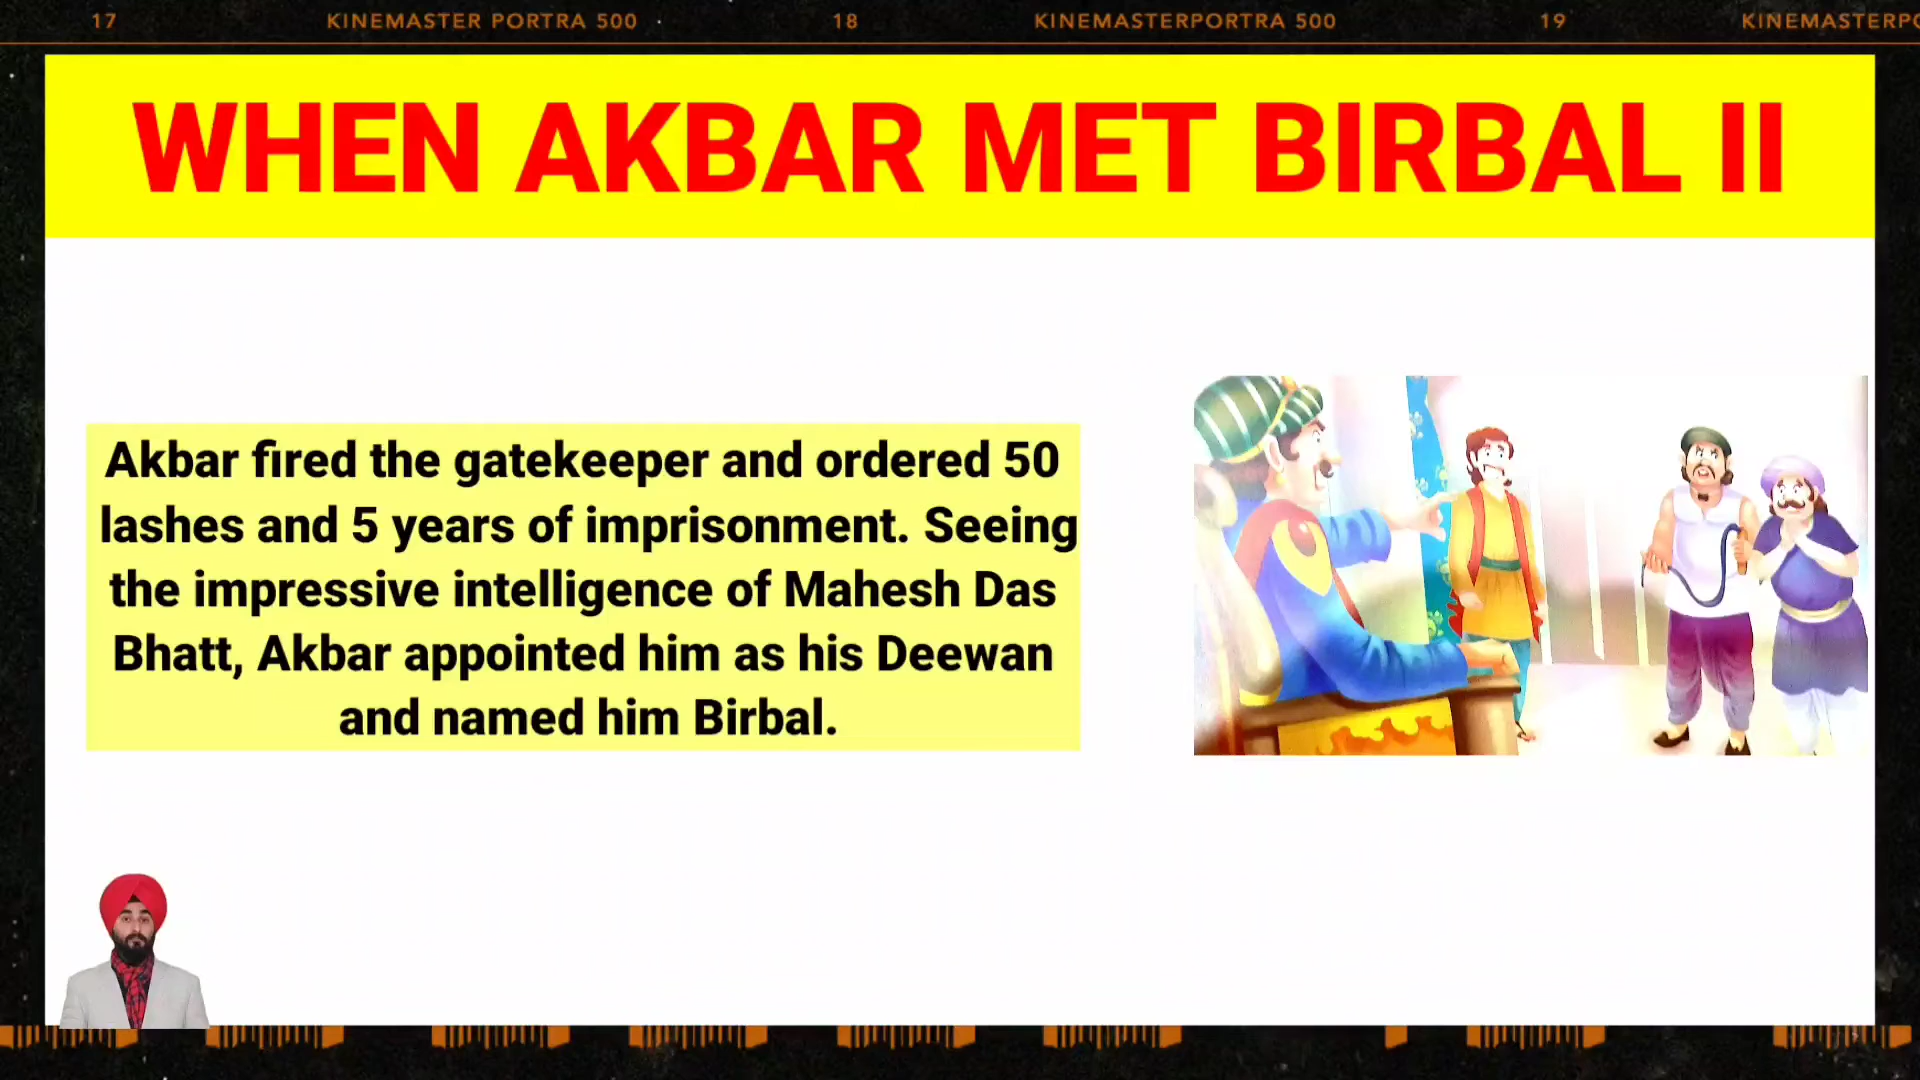 17 KINEMASTER PORTRA 500 18 KINEMASTERPORTRA 500 19 KINEMASTERPO
WHEN AKBAR MET BIRBAL II
Akbar fired the gatekeeper and ordered 50
lashes and 5 years of imprisonment. Seeing
the impressive intelligence of Mahesh Das
Bhatt, Akbar appointed him as his Deewan
and named him Birbal.